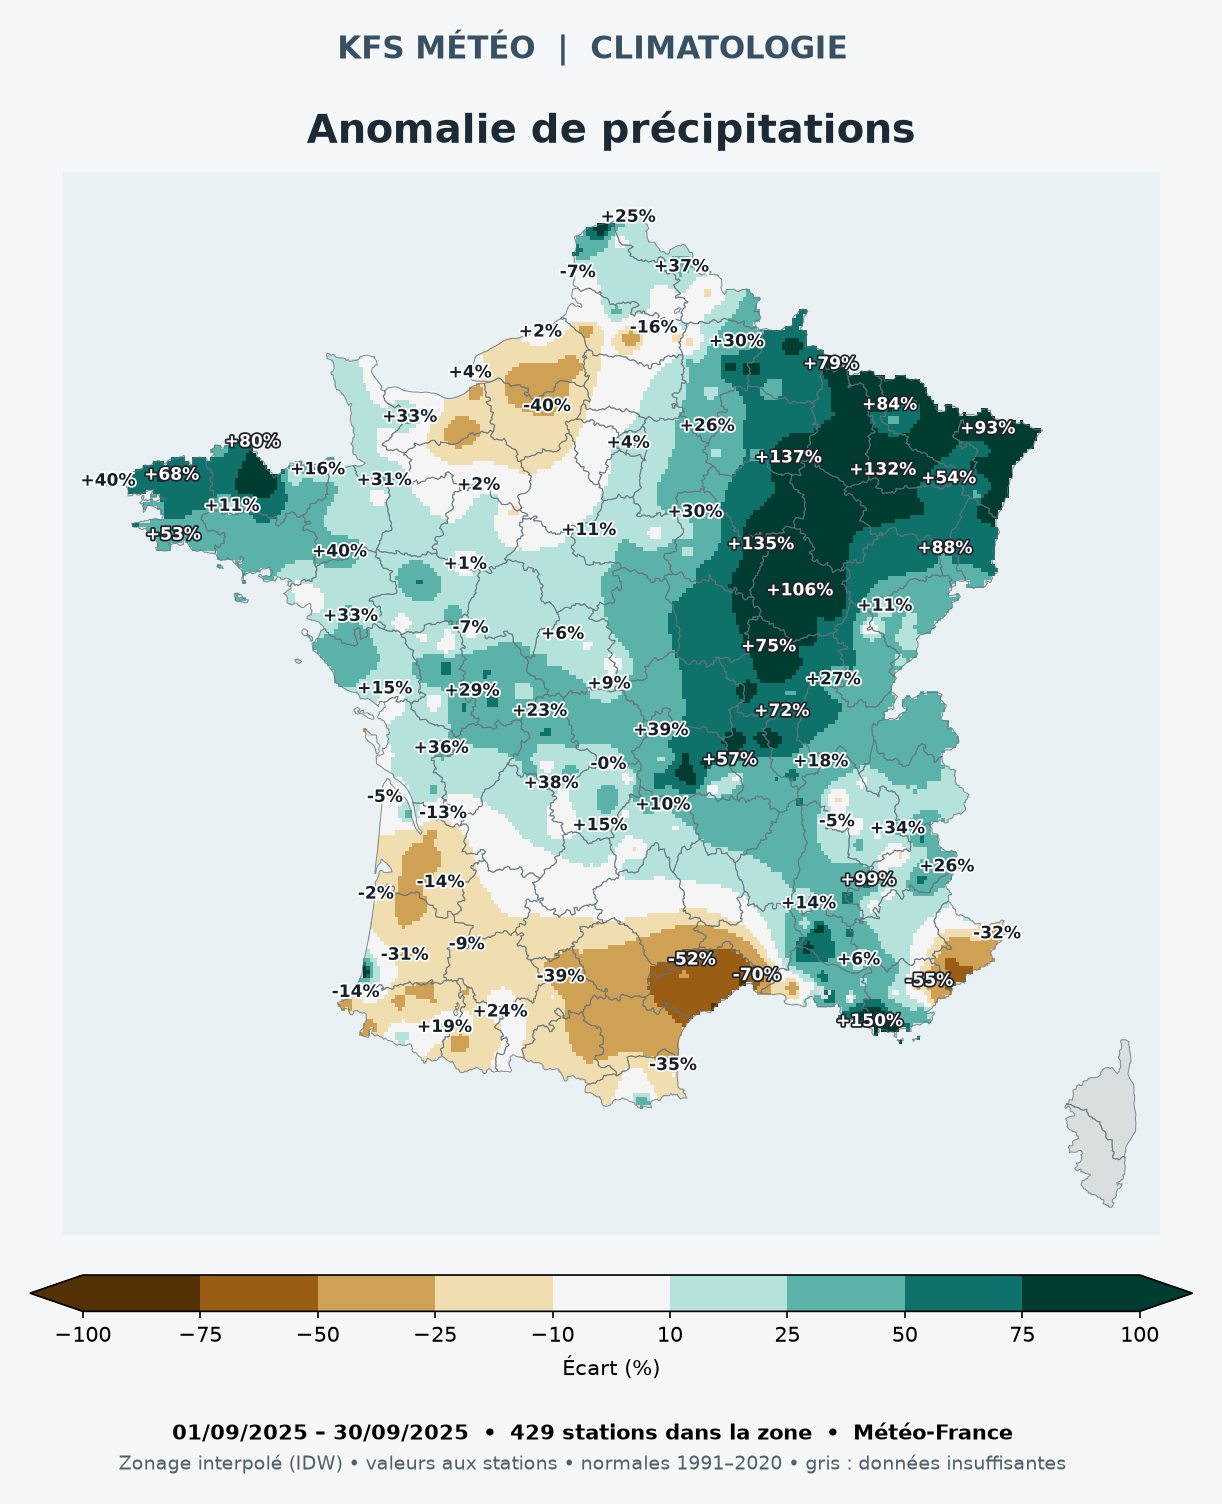 KFS MÉTÉO | CLIMATOLOGIE
Anomalie de précipitations
+25%
-7% +37%
+2% -16%
+30%
+79%
+4%
-40% +84%
+33%
+26% +93%
+80% +4%
+137%
+16% +132%
+40% +68% +31% +2% +54%
+11% +30%
+53% +11%
+40% +135% +88%
+1%
+106%
+11%
+33%
-7% +6%
+75%
+15% +29% +9% +27%
+23% +72%
+39%
+36%
-0% +57% +18%
+38%
-5% +10%
-13% +15% -5% +34%
+26%
-14% +99%
-2% +14%
-32%
-9%
-31% -52% +6%
-39% -70% -55%
-14%
+24% +150%
+19%
-35%
−100 −75 −50 −25 −10 10 25 50 75 100
Écart (%)
01/09/2025 – 30/09/2025 • 429 stations dans la zone • Météo-France
Zonage interpolé (IDW) • valeurs aux stations • normales 1991–2020 • gris : données insuffisantes